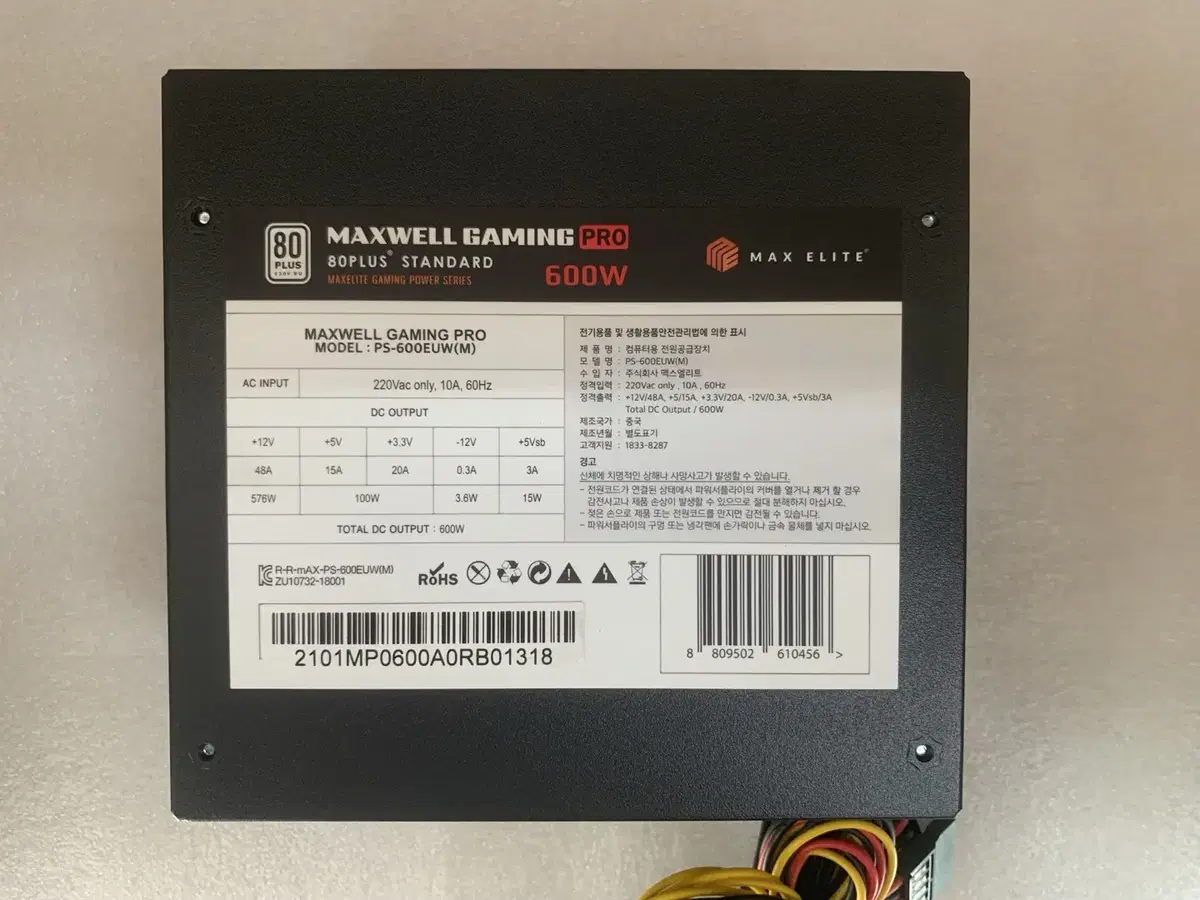 80
PLUS
230V EU
MAXWELL GAMING PRO
80PLUS® STANDARD
MAXELITE GAMING POWER SERIES
600W
MAX ELITE®
MAXWELL GAMING PRO
MODEL : PS-600EUW(M)
AC INPUT 220Vac only, 10A, 60Hz
DC OUTPUT
+12V +5V +3.3V -12V +5Vsb
48A 15A 20A 0.3A 3A
576W 100W 3.6W 15W
TOTAL DC OUTPUT : 600W
전기용품 및 생활용품안전관리법에 의한 표시
제 품 명 : 컴퓨터용 전원공급장치
모 델 명 : PS-600EUW(M)
수 입 자 : 주식회사 맥스엘리트
정격입력 : 220Vac only , 10A , 60Hz
정격출력 : +12V/48A, +5/15A, +3.3V/20A, -12V/0.3A, +5Vsb/3A
Total DC Output / 600W
제조국가 : 중국
제조년월 : 별도표기
고객지원 : 1833-8287
경고
신체에 치명적인 상해나 사망사고가 발생할 수 있습니다.
- 전원코드가 연결된 상태에서 파워서플라이의 커버를 열거나 제거 할 경우
감전사고나 제품 손상이 발생할 수 있으므로 절대 분해하지 마십시오.
- 젖은 손으로 제품 또는 전원코드를 만지면 감전될 수 있습니다.
- 파워서플라이의 구멍 또는 냉각팬에 손가락이나 금속 물체를 넣지 마십시오.
R-R-mAX-PS-600EUW(M)
ZU10732-18001
RoHS
2101MP0600A0RB01318
8 809502 610456 >